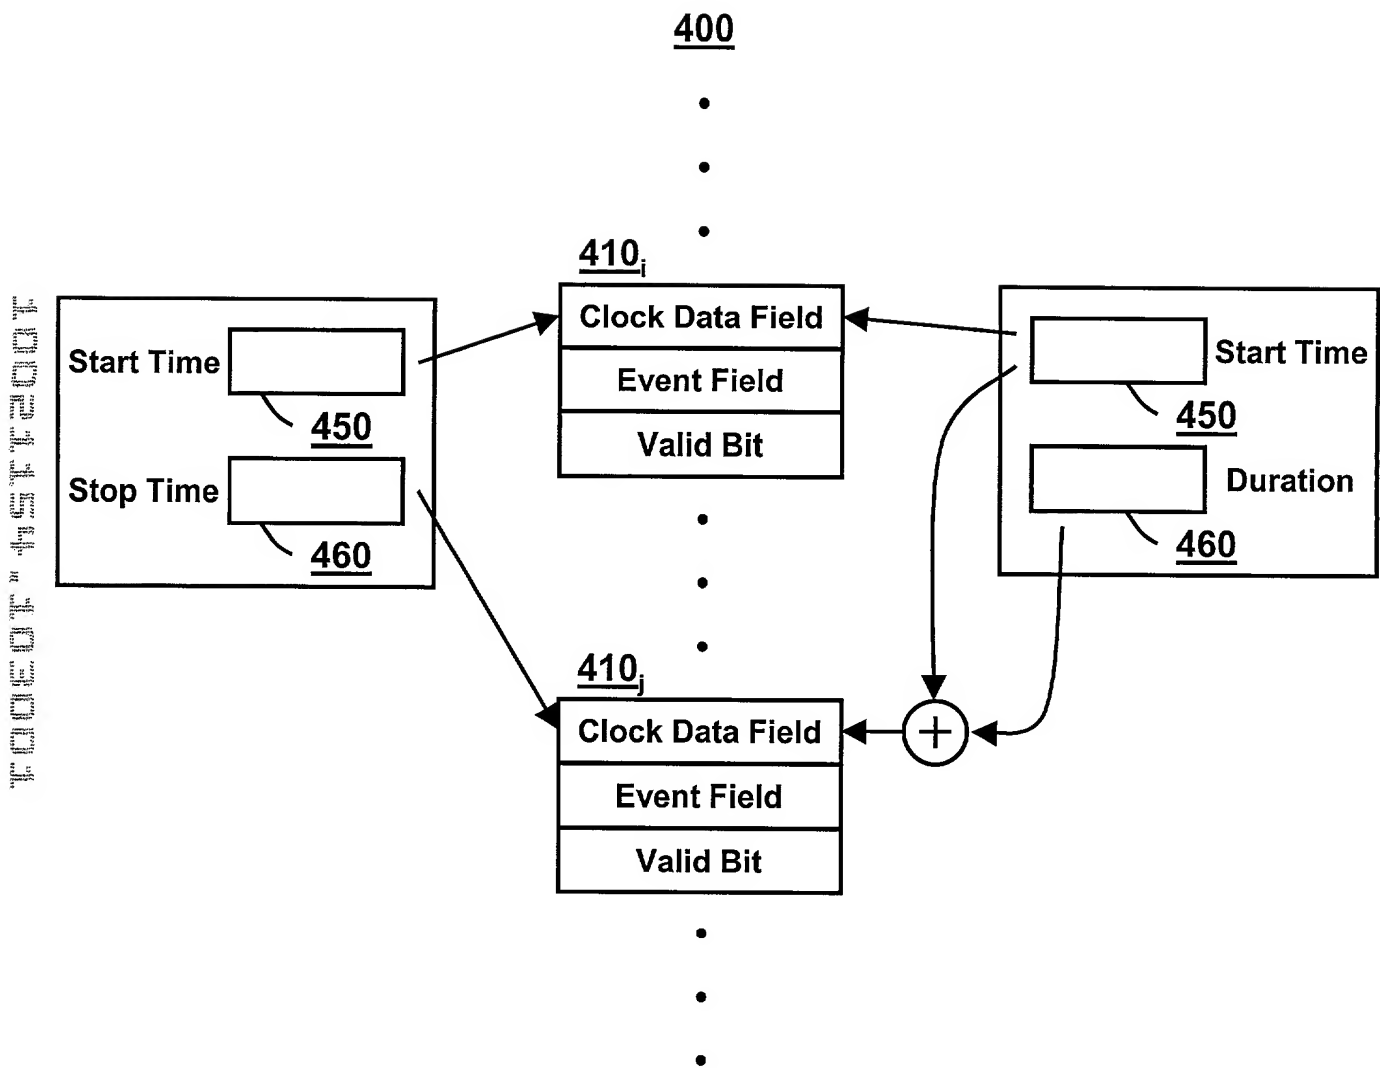 400
410i
Clock Data Field
Event Field
Valid Bit
Start Time
450
Stop Time
460
Start Time
450
Duration
460
410j
Clock Data Field
Event Field
Valid Bit
+